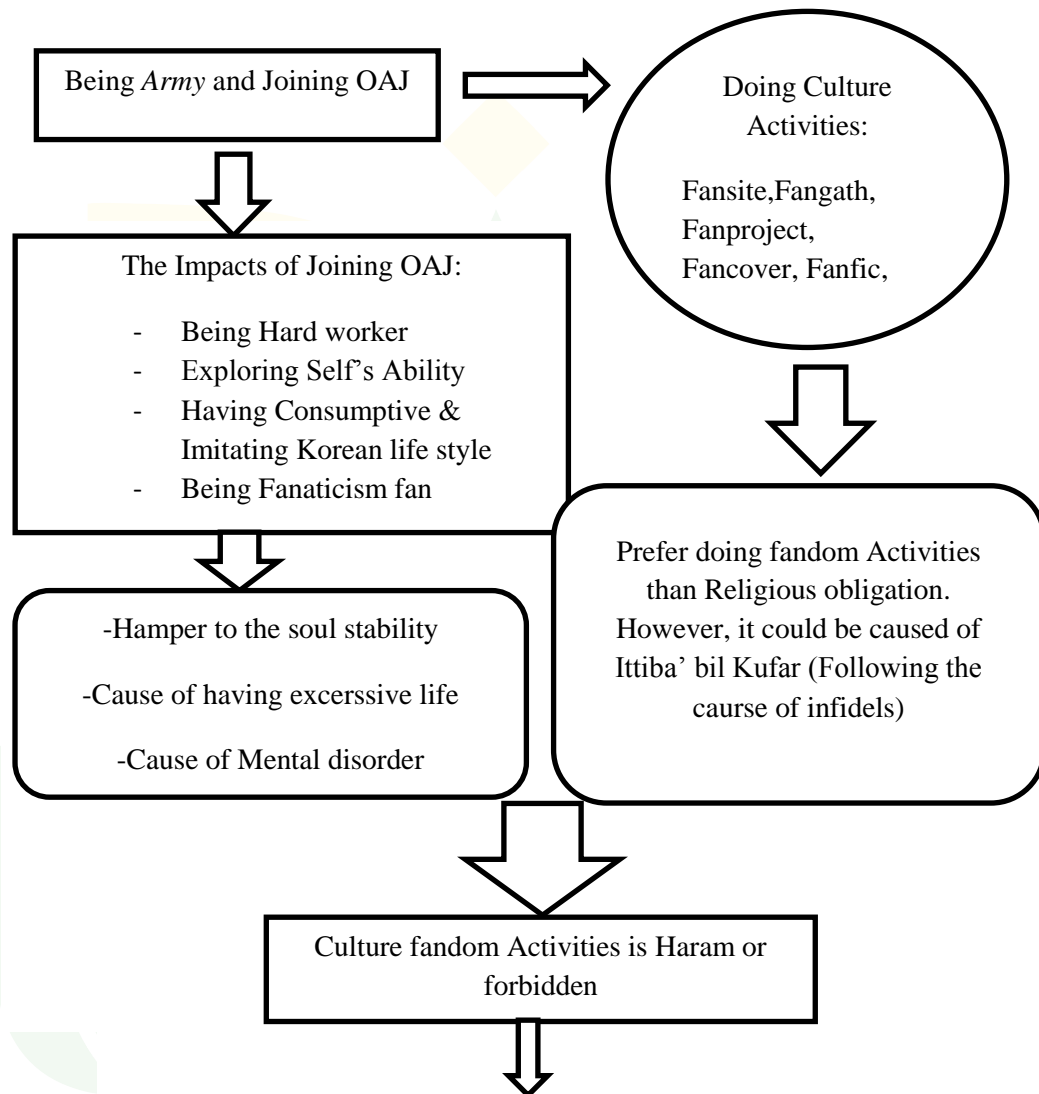 Being Army and Joining OAJ
Doing Culture
Activities:
Fansite,Fangath,
Fanproject,
Fancover, Fanfic,
The Impacts of Joining OAJ:
- Being Hard worker
- Exploring Self’s Ability
- Having Consumptive &
Imitating Korean life style
- Being Fanaticism fan
Prefer doing fandom Activities
than Religious obligation.
However, it could be caused of
Ittiba’ bil Kufar (Following the
caurse of infidels)
-Hamper to the soul stability
-Cause of having excerssive life
-Cause of Mental disorder
Culture fandom Activities is Haram or
forbidden